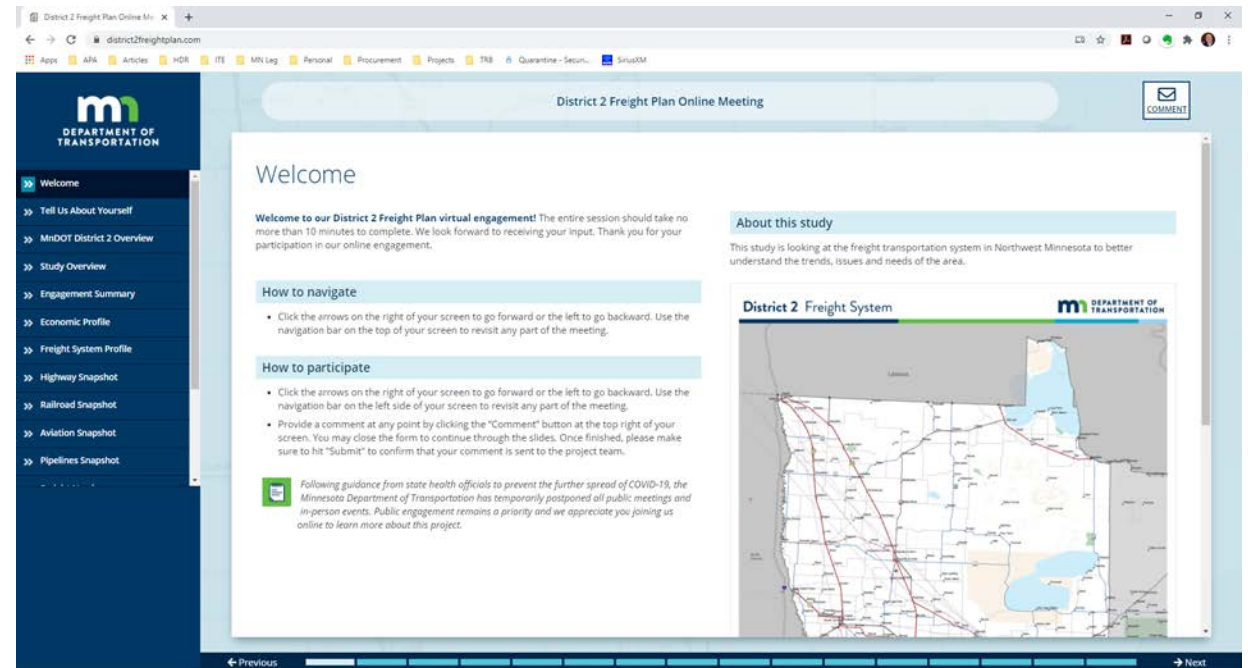 District 2 Freight Plan Online Me
district2freightplan.com
Apps APA Articles HDR ITE MN Leg Personal Procurement Projects TRB Quarantine - Securi... SiriusXM
DEPARTMENT OF
TRANSPORTATION
District 2 Freight Plan Online Meeting
COMMENT
Welcome
Tell Us About Yourself
MnDOT District 2 Overview
Study Overview
Engagement Summary
Economic Profile
Freight System Profile
Highway Snapshot
Railroad Snapshot
Aviation Snapshot
Pipelines Snapshot
Welcome
Welcome to our District 2 Freight Plan virtual engagement! The entire session should take no
more than 10 minutes to complete. We look forward to receiving your input. Thank you for your
participation in our online engagement.
How to navigate
• Click the arrows on the right of your screen to go forward or the left to go backward. Use the
navigation bar on the top of your screen to revisit any part of the meeting.
How to participate
• Click the arrows on the right of your screen to go forward or the left to go backward. Use the
navigation bar on the left side of your screen to revisit any part of the meeting.
• Provide a comment at any point by clicking the "Comment" button at the top right of your
screen. You may close the form to continue through the slides. Once finished, please make
sure to hit "Submit" to confirm that your comment is sent to the project team.
Following guidance from state health officials to prevent the further spread of COVID-19, the
Minnesota Department of Transportation has temporarily postponed all public meetings and
in-person events. Public engagement remains a priority and we appreciate you joining us
online to learn more about this project.
About this study
This study is looking at the freight transportation system in Northwest Minnesota to better
understand the trends, issues and needs of the area.
District 2 Freight System
DEPARTMENT OF
TRANSPORTATION
Previous
Next